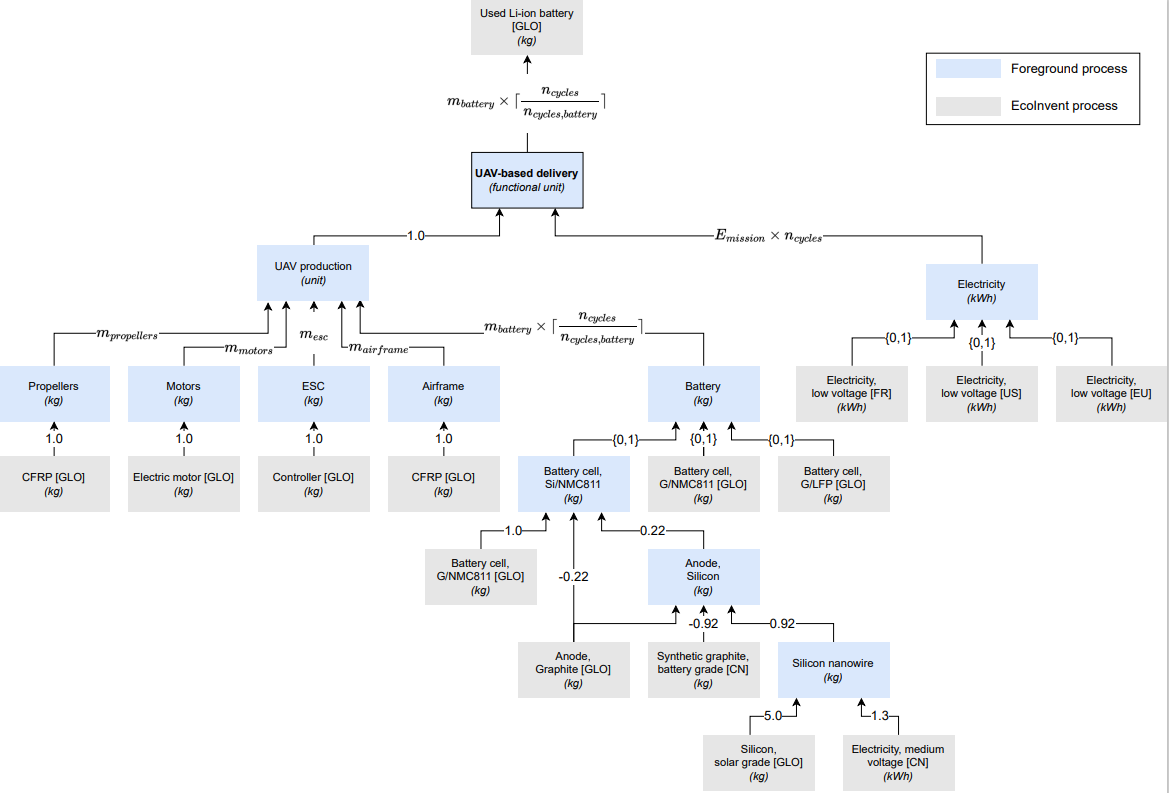 Used Li-ion battery
[GLO]
(kg)
Foreground process
EcoInvent process
m_battery × ⌈ n_cycles / n_cycles,battery ⌉
UAV-based delivery
(functional unit)
1.0
E_mission × n_cycles
UAV production
(unit)
Electricity
(kWh)
m_propellers
m_motors
m_esc
m_airframe
m_battery × ⌈ n_cycles / n_cycles,battery ⌉
{0,1}
{0,1}
{0,1}
Propellers
(kg)
Motors
(kg)
ESC
(kg)
Airframe
(kg)
Battery
(kg)
Electricity,
low voltage [FR]
(kWh)
Electricity,
low voltage [US]
(kWh)
Electricity,
low voltage [EU]
(kWh)
1.0
1.0
1.0
1.0
{0,1}
{0,1}
{0,1}
CFRP [GLO]
(kg)
Electric motor [GLO]
(kg)
Controller [GLO]
(kg)
CFRP [GLO]
(kg)
Battery cell,
Si/NMC811
(kg)
Battery cell,
G/NMC811 [GLO]
(kg)
Battery cell,
G/LFP [GLO]
(kg)
1.0
-0.22
0.22
Battery cell,
G/NMC811 [GLO]
(kg)
Anode,
Silicon
(kg)
-0.92
0.92
Anode,
Graphite [GLO]
(kg)
Synthetic graphite,
battery grade [CN]
(kg)
Silicon nanowire
(kg)
5.0
1.3
Silicon,
solar grade [GLO]
(kg)
Electricity, medium
voltage [CN]
(kWh)